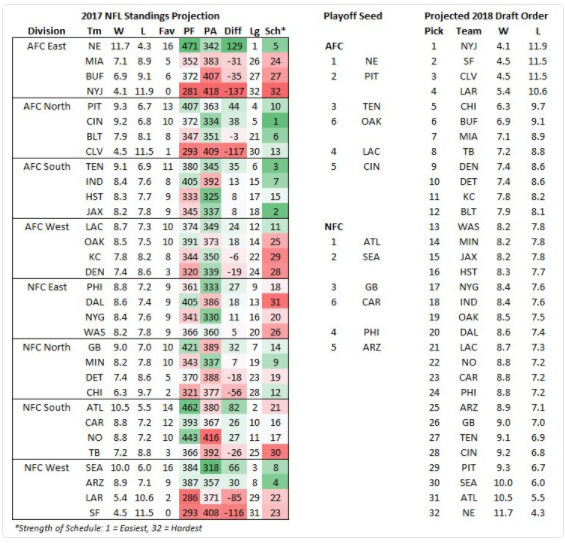 2017 NFL Standings Projection
Division Tm W L Fav PF PA Diff Lg Sch*
AFC East NE 11.7 4.3 16 471 342 129 1 5
MIA 7.1 8.9 5 352 383 -31 26 24
BUF 6.9 9.1 6 372 407 -35 27 27
NYJ 4.1 11.9 0 281 418 -137 32 32
AFC North PIT 9.3 6.7 13 407 363 44 4 10
CIN 9.2 6.8 10 372 334 38 5 1
BLT 7.9 8.1 8 347 351 -3 21 6
CLV 4.5 11.5 1 293 409 -117 30 13
AFC South TEN 9.1 6.9 11 380 345 35 6 3
IND 8.4 7.6 8 405 392 13 15 7
HST 8.3 7.7 9 333 325 8 17 15
JAX 8.2 7.8 9 345 337 8 18 2
AFC West LAC 8.7 7.3 10 374 349 24 12 11
OAK 8.5 7.5 10 391 373 18 14 25
KC 7.8 8.2 8 344 350 -6 22 29
DEN 7.4 8.6 3 320 339 -19 24 28
NFC East PHI 8.8 7.2 9 361 333 27 9 18
DAL 8.6 7.4 9 405 386 18 13 31
NYG 8.4 7.6 9 341 330 11 16 20
WAS 8.2 7.8 9 366 360 5 20 26
NFC North GB 9.0 7.0 10 421 389 32 7 14
MIN 8.2 7.8 10 343 337 7 19 9
DET 7.4 8.6 5 370 388 -18 23 19
CHI 6.3 9.7 2 321 377 -56 28 12
NFC South ATL 10.5 5.5 14 462 380 82 2 21
CAR 8.8 7.2 12 393 367 26 10 16
NO 8.8 7.2 10 443 416 27 11 17
TB 7.2 8.8 3 366 392 -26 25 30
NFC West SEA 10.0 6.0 16 384 318 66 3 8
ARZ 8.9 7.1 9 387 357 30 8 4
LAR 5.4 10.6 2 286 371 -85 29 22
SF 4.5 11.5 0 293 408 -116 31 23
*Strength of Schedule: 1 = Easiest, 32 = Hardest
Playoff Seed
AFC
1 NE
2 PIT
3 TEN
6 OAK
4 LAC
5 CIN
NFC
1 ATL
2 SEA
3 GB
6 CAR
4 PHI
5 ARZ
Projected 2018 Draft Order
Pick Team W L
1 NYJ 4.1 11.9
2 SF 4.5 11.5
3 CLV 4.5 11.5
4 LAR 5.4 10.6
5 CHI 6.3 9.7
6 BUF 6.9 9.1
7 MIA 7.1 8.9
8 TB 7.2 8.8
9 DEN 7.4 8.6
10 DET 7.4 8.6
11 KC 7.8 8.2
12 BLT 7.9 8.1
13 WAS 8.2 7.8
14 MIN 8.2 7.8
15 JAX 8.2 7.8
16 HST 8.3 7.7
17 NYG 8.4 7.6
18 IND 8.4 7.6
19 OAK 8.5 7.5
20 DAL 8.6 7.4
21 LAC 8.7 7.3
22 NO 8.8 7.2
23 CAR 8.8 7.2
24 PHI 8.8 7.2
25 ARZ 8.9 7.1
26 GB 9.0 7.0
27 TEN 9.1 6.9
28 CIN 9.2 6.8
29 PIT 9.3 6.7
30 SEA 10.0 6.0
31 ATL 10.5 5.5
32 NE 11.7 4.3